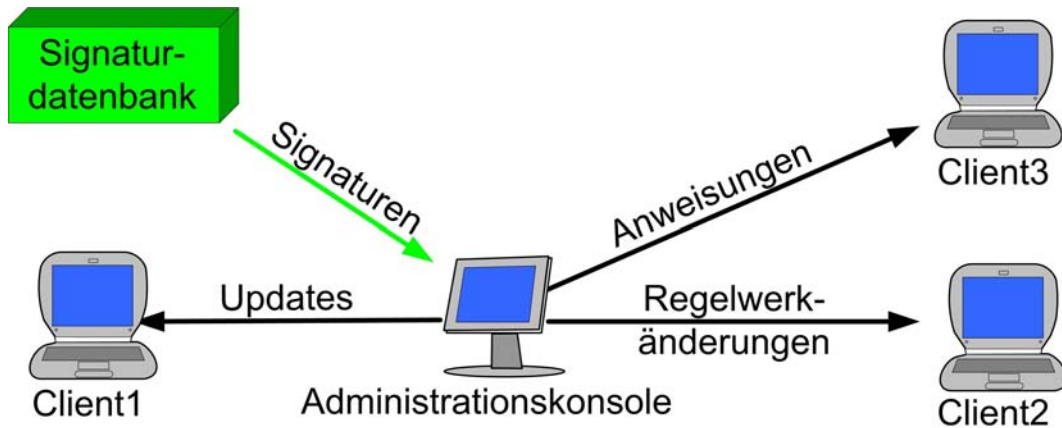 Signatur-
datenbank
Signaturen
Anweisungen
Client3
Updates
Regelwerk-
änderungen
Client1
Administrationskonsole
Client2